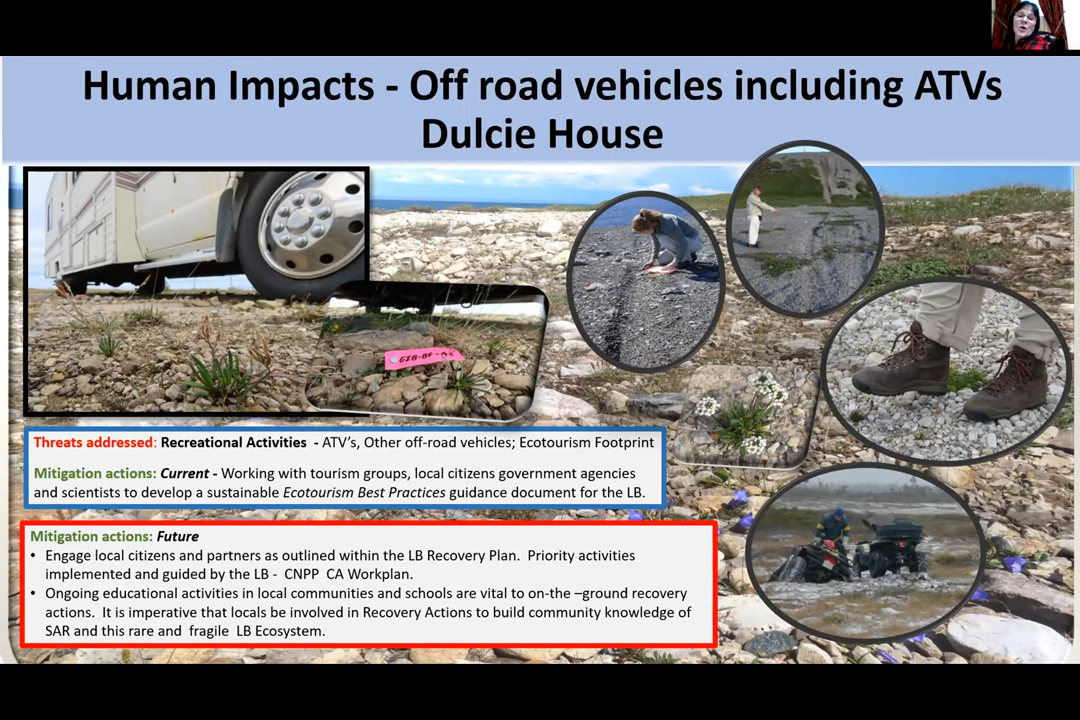 Human Impacts - Off road vehicles including ATVs
Dulcie House
Threats addressed: Recreational Activities - ATV's, Other off-road vehicles; Ecotourism Footprint
Mitigation actions: Current - Working with tourism groups, local citizens government agencies
and scientists to develop a sustainable Ecotourism Best Practices guidance document for the LB.
Mitigation actions: Future
• Engage local citizens and partners as outlined within the LB Recovery Plan. Priority activities
implemented and guided by the LB - CNPP CA Workplan.
• Ongoing educational activities in local communities and schools are vital to on-the –ground recovery
actions. It is imperative that locals be involved in Recovery Actions to build community knowledge of
SAR and this rare and fragile LB Ecosystem.